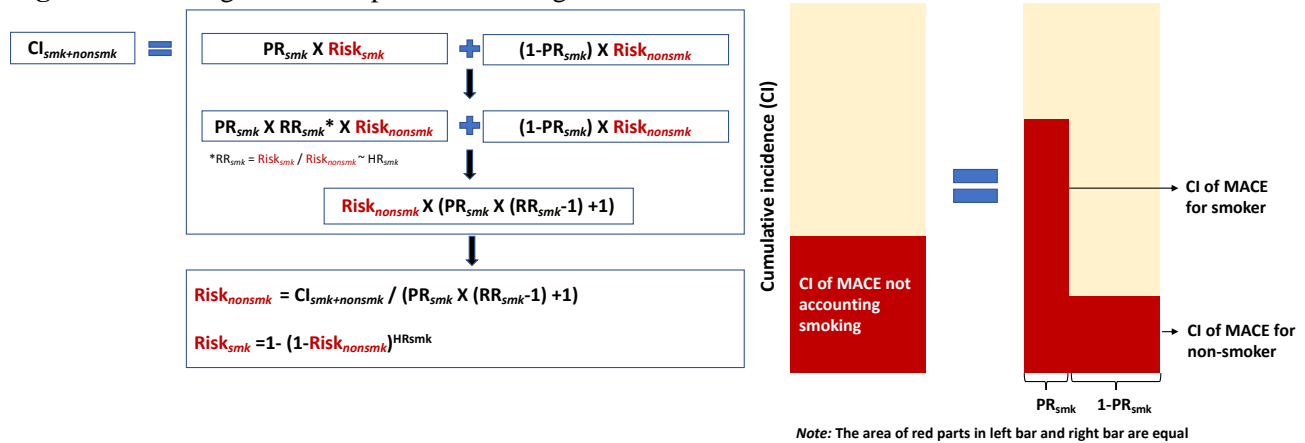 CIsmk+nonsmk
PRsmk X Risksmk
(1-PRsmk) X Risknonsmk
PRsmk X RRsmk* X Risknonsmk
(1-PRsmk) X Risknonsmk
*RRsmk = Risksmk / Risknonsmk ~ HRsmk
Risknonsmk X (PRsmk X (RRsmk-1) +1)
Risknonsmk = CIsmk+nonsmk / (PRsmk X (RRsmk-1) +1)
Risksmk =1- (1-Risknonsmk)HRsmk
Cumulative incidence (CI)
CI of MACE not
accounting
smoking
CI of MACE
for smoker
CI of MACE for
non-smoker
PRsmk
1-PRsmk
Note: The area of red parts in left bar and right bar are equal